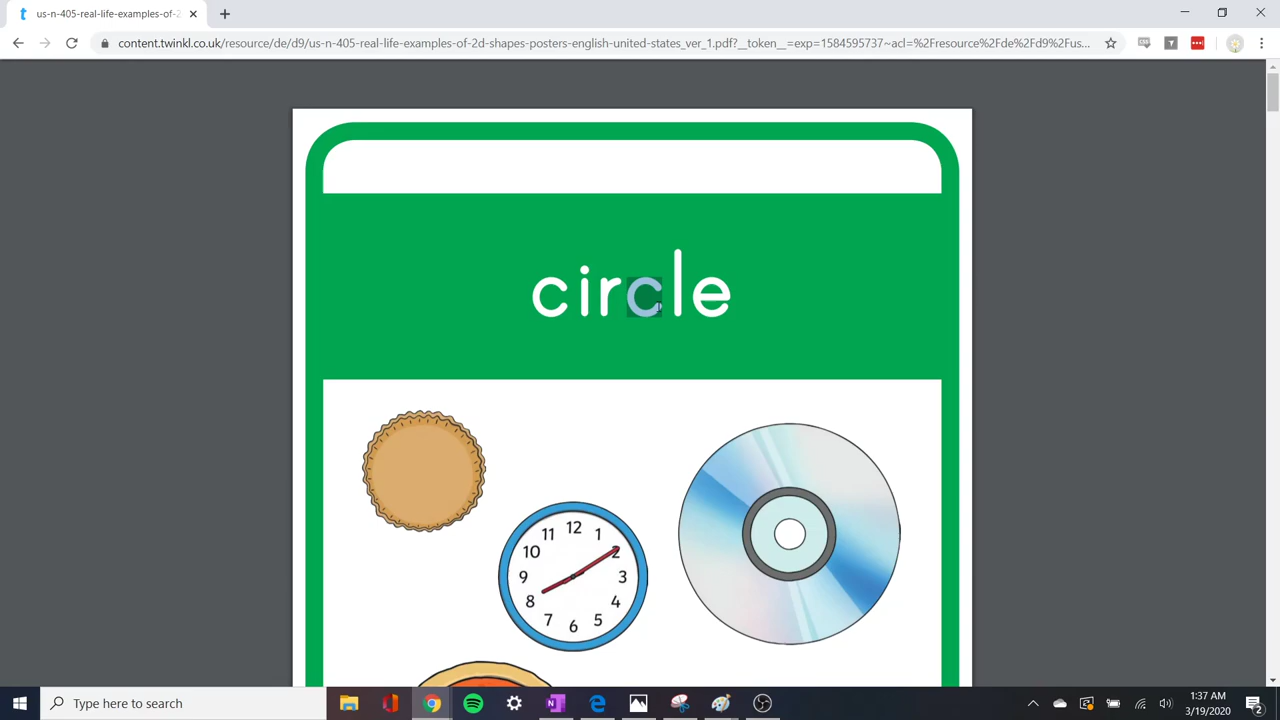 us-n-405-real-life-examples-of-2
content.twinkl.co.uk/resource/de/d9/us-n-405-real-life-examples-of-2d-shapes-posters-english-united-states_ver_1.pdf?__token__=exp=1584595737~acl=%2Fresource%2Fde%2Fd9%2Fus...
circle
12
11 1
10 2
9 3
8 4
7 5
6
Type here to search
1:37 AM
3/19/2020
2